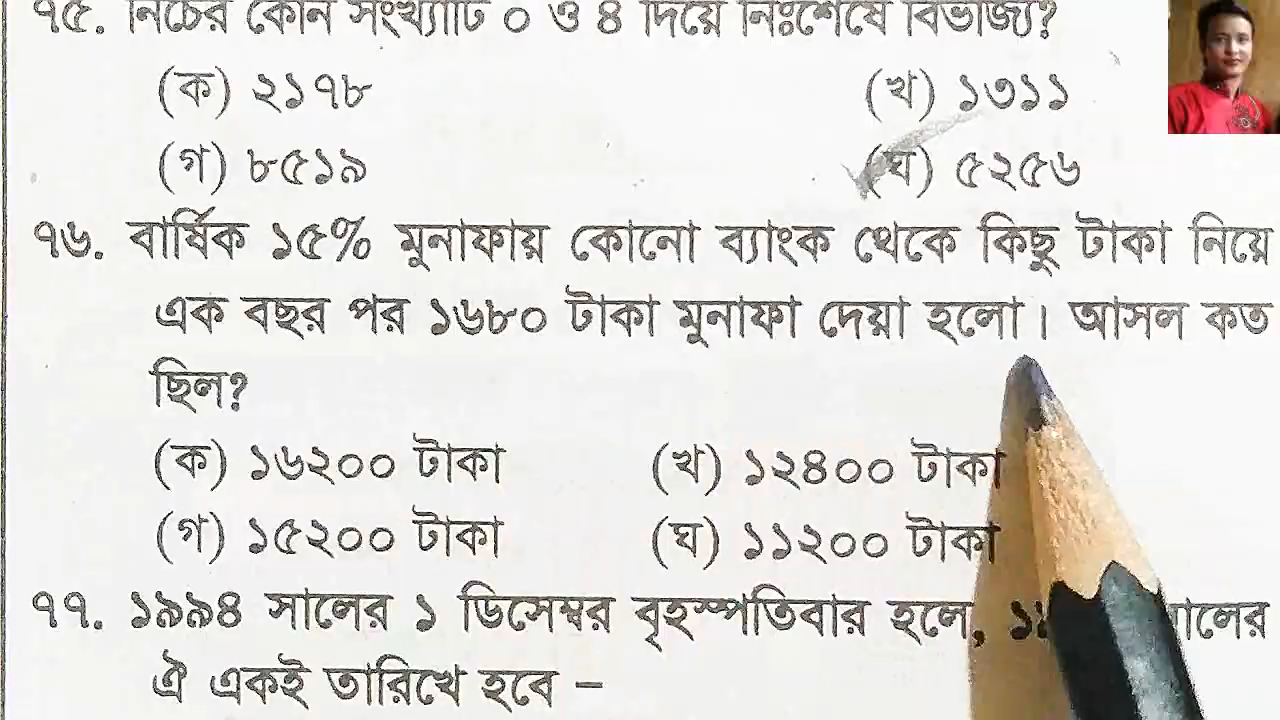 ৭৫. নিচের কোন সংখ্যাটি ০ ও ৪ দিয়ে নিঃশেষে বিভাজ্য?
(ক) ২১৭৮ (খ) ১৩১১
(গ) ৮৫১৯ (ঘ) ৫২৫৬
৭৬. বার্ষিক ১৫% মুনাফায় কোনো ব্যাংক থেকে কিছু টাকা নিয়ে
এক বছর পর ১৬৮০ টাকা মুনাফা দেয়া হলো। আসল কত
ছিল?
(ক) ১৬২০০ টাকা (খ) ১২৪০০ টাকা
(গ) ১৫২০০ টাকা (ঘ) ১১২০০ টাকা
৭৭. ১৯৯৪ সালের ১ ডিসেম্বর বৃহস্পতিবার হলে,
ঐ একই তারিখে হবে –